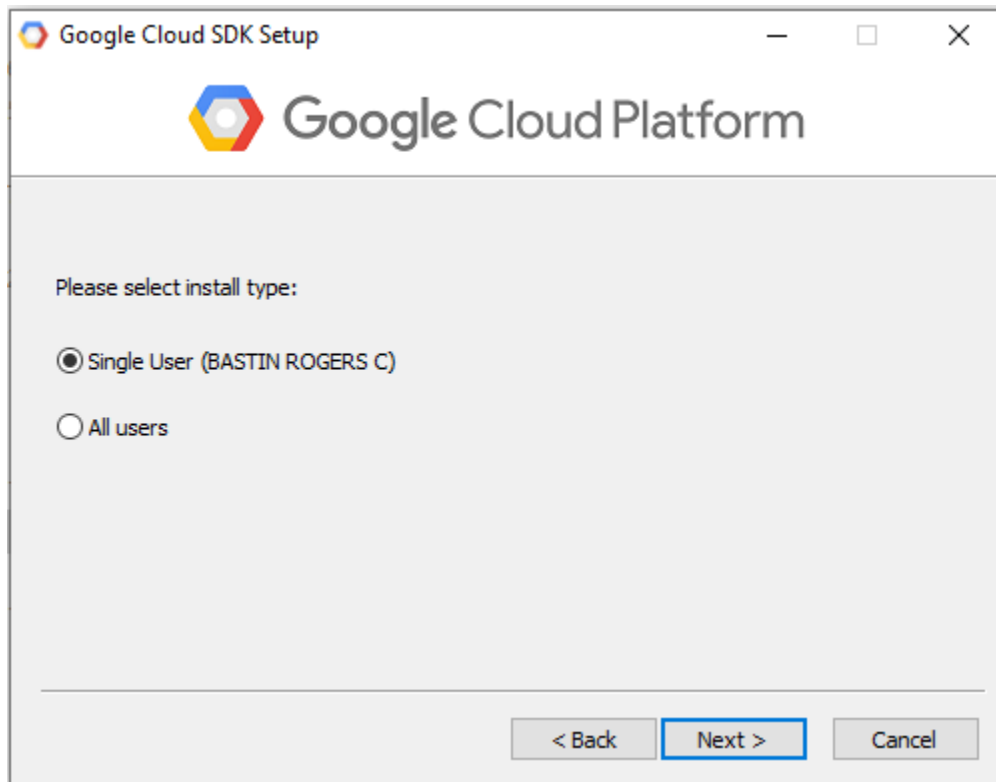 Google Cloud SDK Setup
Google Cloud Platform
Please select install type:
Single User (BASTIN ROGERS C)
All users
< Back Next > Cancel